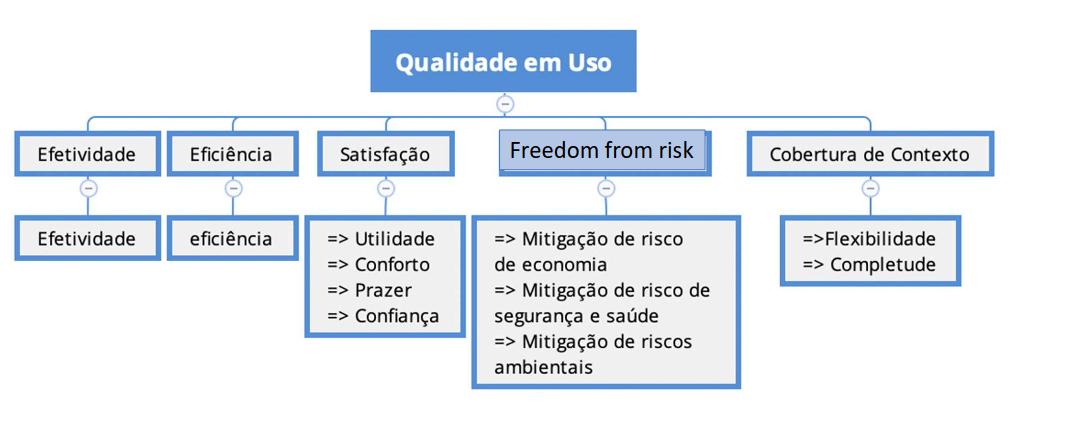 Qualidade em Uso
Efetividade
Eficiência
Satisfação
Freedom from risk
Cobertura de Contexto
Efetividade
eficiência
=> Utilidade
=> Conforto
=> Prazer
=> Confiança
=> Mitigação de risco
de economia
=> Mitigação de risco de
segurança e saúde
=> Mitigação de riscos
ambientais
=>Flexibilidade
=> Completude